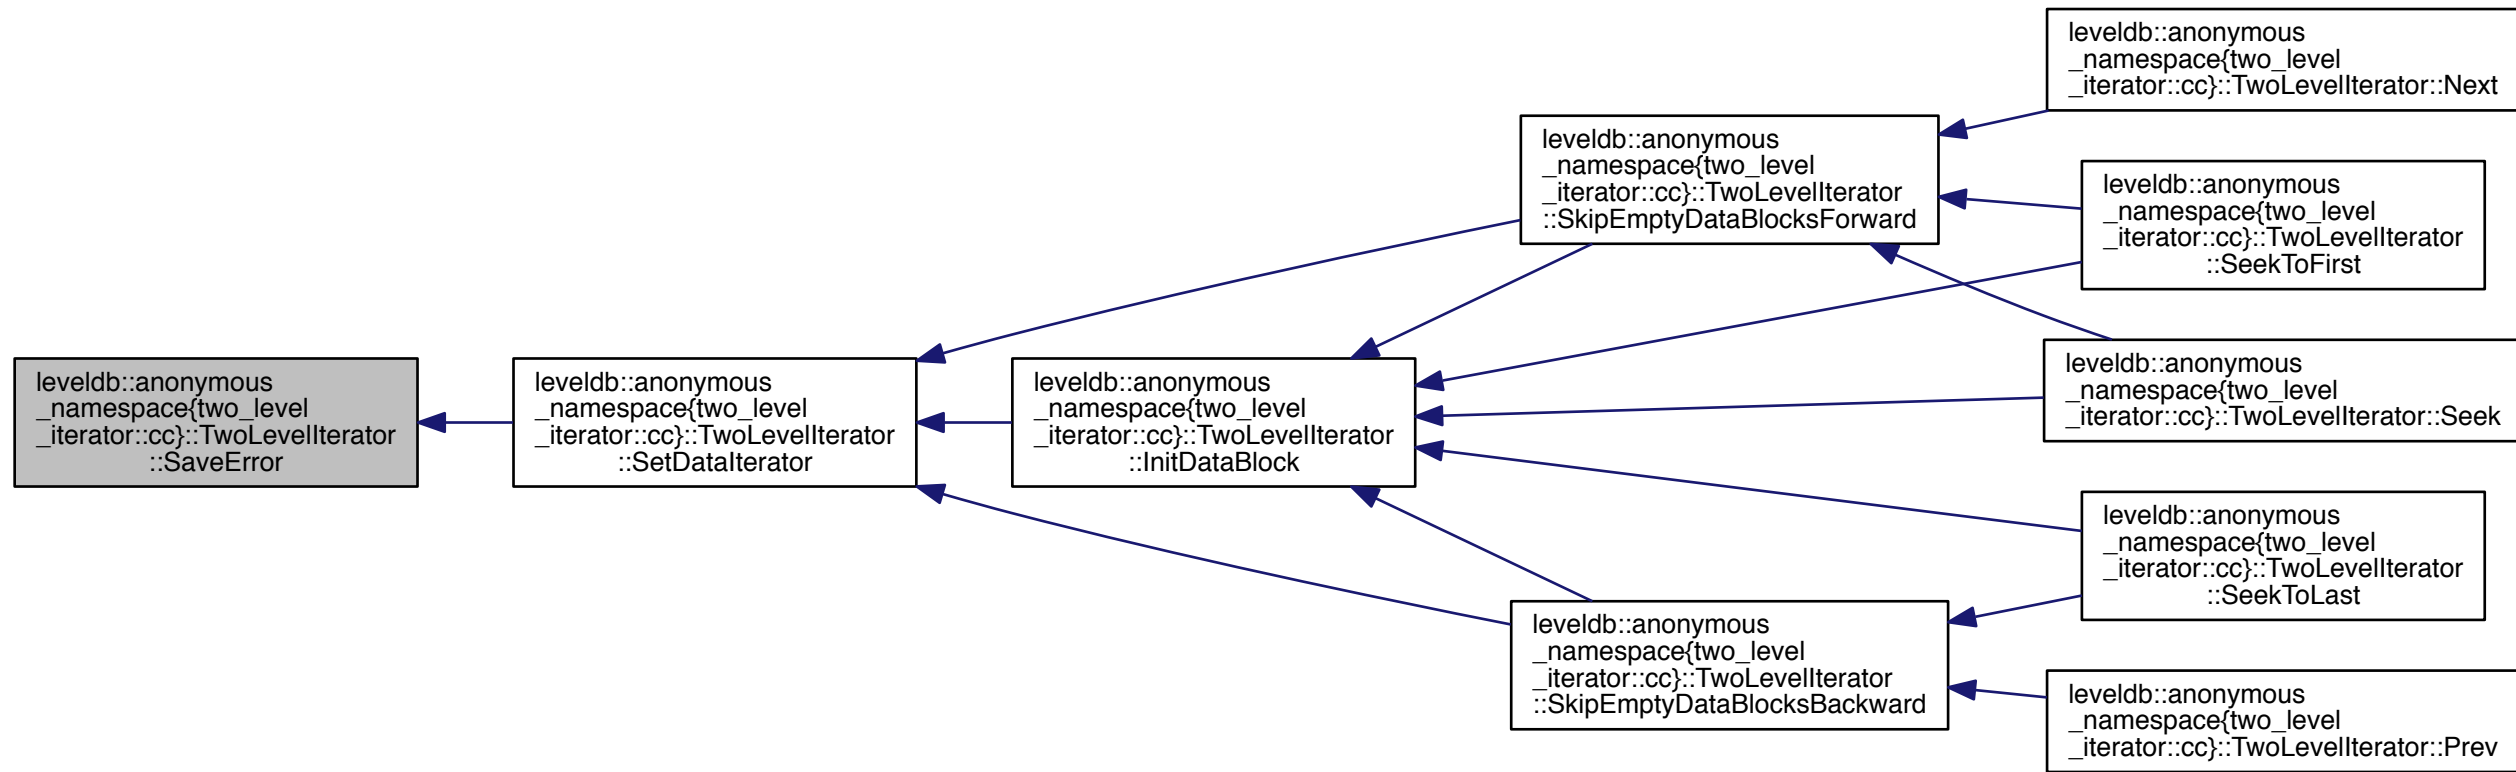 leveldb::anonymous
_namespace{two_level
_iterator::cc}::TwoLevelIterator
::SaveError
leveldb::anonymous
_namespace{two_level
_iterator::cc}::TwoLevelIterator
::SetDataIterator
leveldb::anonymous
_namespace{two_level
_iterator::cc}::TwoLevelIterator
::InitDataBlock
leveldb::anonymous
_namespace{two_level
_iterator::cc}::TwoLevelIterator
::SkipEmptyDataBlocksForward
leveldb::anonymous
_namespace{two_level
_iterator::cc}::TwoLevelIterator
::SkipEmptyDataBlocksBackward
leveldb::anonymous
_namespace{two_level
_iterator::cc}::TwoLevelIterator::Next
leveldb::anonymous
_namespace{two_level
_iterator::cc}::TwoLevelIterator
::SeekToFirst
leveldb::anonymous
_namespace{two_level
_iterator::cc}::TwoLevelIterator::Seek
leveldb::anonymous
_namespace{two_level
_iterator::cc}::TwoLevelIterator
::SeekToLast
leveldb::anonymous
_namespace{two_level
_iterator::cc}::TwoLevelIterator::Prev